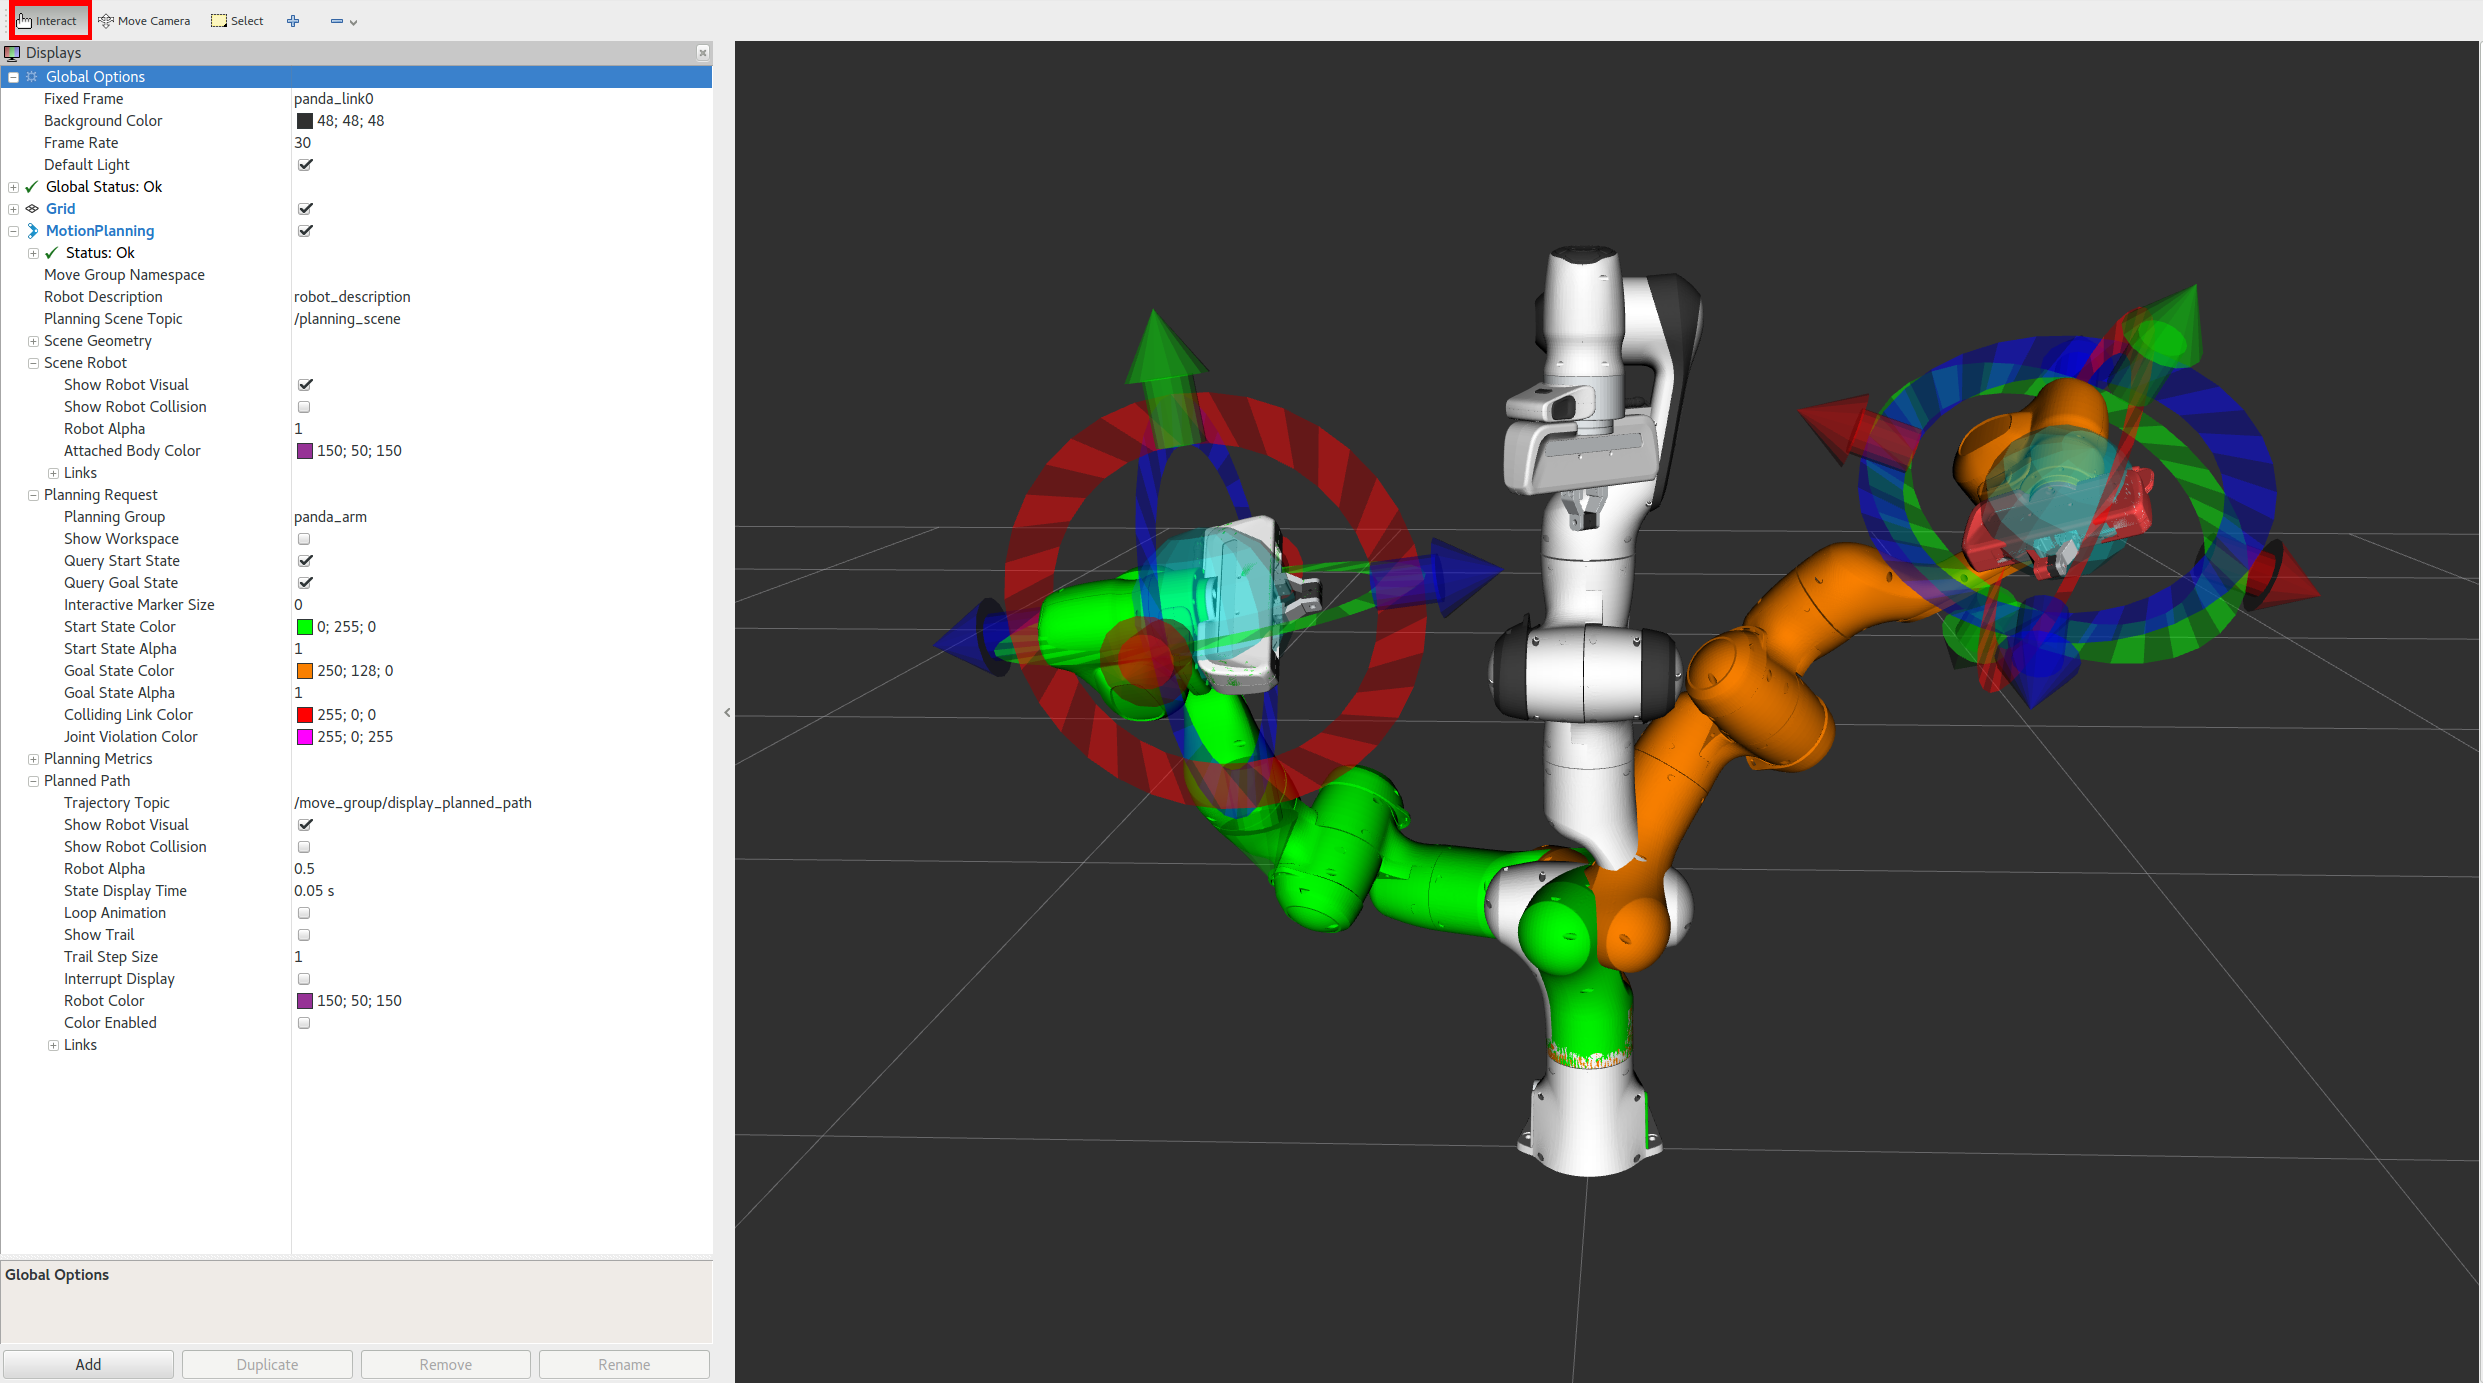 Interact Move Camera Select
Displays
Global Options
Fixed Frame panda_link0
Background Color 48; 48; 48
Frame Rate 30
Default Light
Global Status: Ok
Grid
MotionPlanning
Status: Ok
Move Group Namespace
Robot Description robot_description
Planning Scene Topic /planning_scene
Scene Geometry
Scene Robot
Show Robot Visual
Show Robot Collision
Robot Alpha 1
Attached Body Color 150; 50; 150
Links
Planning Request
Planning Group panda_arm
Show Workspace
Query Start State
Query Goal State
Interactive Marker Size 0
Start State Color 0; 255; 0
Start State Alpha 1
Goal State Color 250; 128; 0
Goal State Alpha 1
Colliding Link Color 255; 0; 0
Joint Violation Color 255; 0; 255
Planning Metrics
Planned Path
Trajectory Topic /move_group/display_planned_path
Show Robot Visual
Show Robot Collision
Robot Alpha 0.5
State Display Time 0.05 s
Loop Animation
Show Trail
Trail Step Size 1
Interrupt Display
Robot Color 150; 50; 150
Color Enabled
Links
Global Options
Add Duplicate Remove Rename